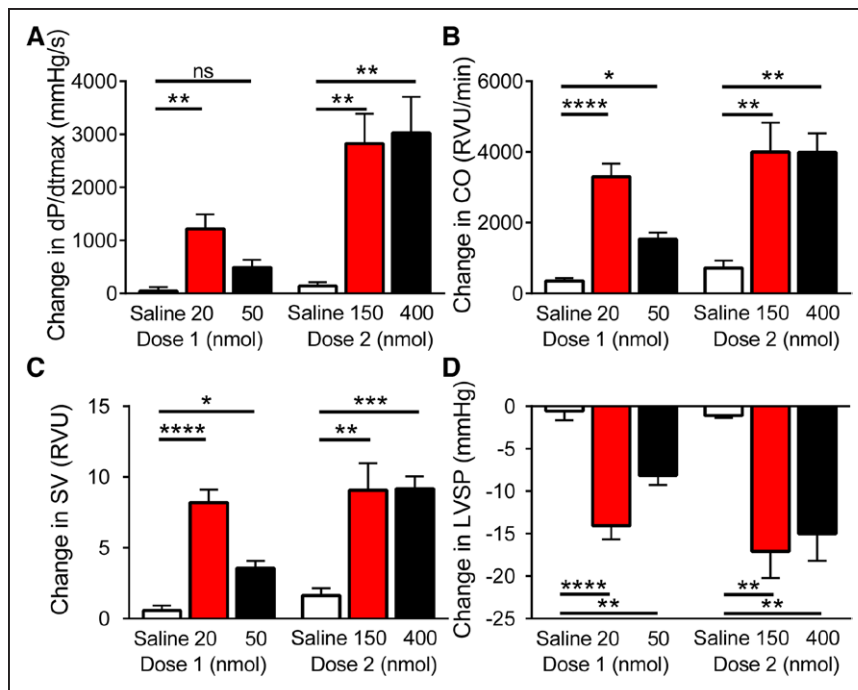 A
Change in dP/dtmax (mmHg/s)
4000
3000
2000
1000
0
ns
**
**
**
Saline 20 50 Saline 150 400
Dose 1 (nmol) Dose 2 (nmol)
B
Change in CO (RVU/min)
6000
4000
2000
0
*
****
**
**
Saline 20 50 Saline 150 400
Dose 1 (nmol) Dose 2 (nmol)
C
Change in SV (RVU)
15
10
5
0
*
****
***
**
Saline 20 50 Saline 150 400
Dose 1 (nmol) Dose 2 (nmol)
D
Change in LVSP (mmHg)
0
-5
-10
-15
-20
-25
****
**
**
**
Saline 20 50 Saline 150 400
Dose 1 (nmol) Dose 2 (nmol)